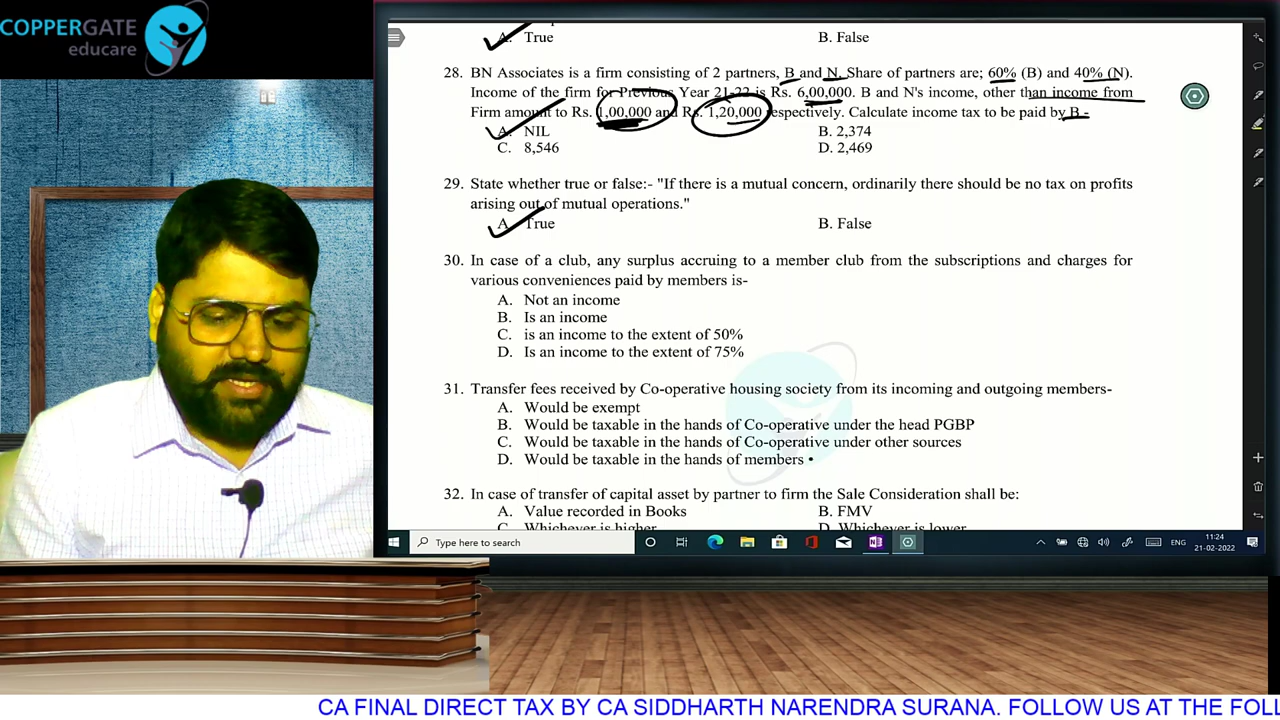 COPPERGATE
educare
A. True B. False
28. BN Associates is a firm consisting of 2 partners, B and N. Share of partners are; 60% (B) and 40% (N).
Income of the firm for Previous Year 21-22 is Rs. 6,00,000. B and N's income, other than income from
Firm amount to Rs. 1,00,000 and Rs. 1,20,000 respectively. Calculate income tax to be paid by B -
A. NIL B. 2,374
C. 8,546 D. 2,469
29. State whether true or false:- "If there is a mutual concern, ordinarily there should be no tax on profits
arising out of mutual operations."
A. True B. False
30. In case of a club, any surplus accruing to a member club from the subscriptions and charges for
various conveniences paid by members is-
A. Not an income
B. Is an income
C. is an income to the extent of 50%
D. Is an income to the extent of 75%
31. Transfer fees received by Co-operative housing society from its incoming and outgoing members-
A. Would be exempt
B. Would be taxable in the hands of Co-operative under the head PGBP
C. Would be taxable in the hands of Co-operative under other sources
D. Would be taxable in the hands of members
32. In case of transfer of capital asset by partner to firm the Sale Consideration shall be:
A. Value recorded in Books B. FMV
C. Whichever is higher D. Whichever is lower
Type here to search
ENG
11:24
21-02-2022
CA FINAL DIRECT TAX BY CA SIDDHARTH NARENDRA SURANA. FOLLOW US AT THE FOLL